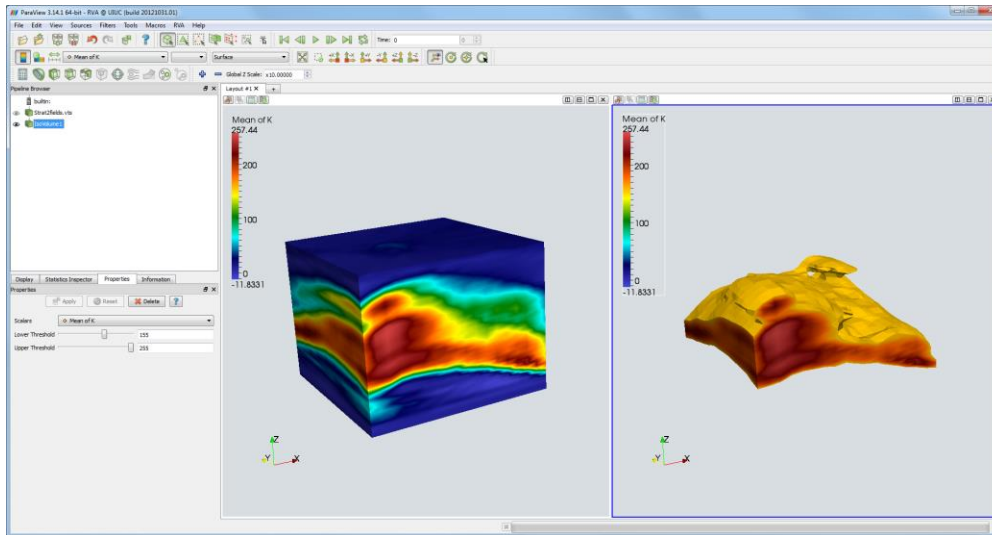 ParaView 3.14.1 64-bit - RVA @ UIUC (build 20121031.01)
File Edit View Sources Filters Tools Macros RVA Help
Time: 0 0
Mean of K Surface
Global Z Scale: x10.00000
Pipeline Browser
Layout #1
builtin:
Strat2fields.vts
IsoVolume1
Mean of K
257.44
200
100
0
-11.8331
Z
Y X
Mean of K
257.44
200
100
0
-11.8331
Z
Y X
Display Statistics Inspector Properties Information
Properties
Apply Reset Delete ?
Scalars Mean of K
Lower Threshold 155
Upper Threshold 255